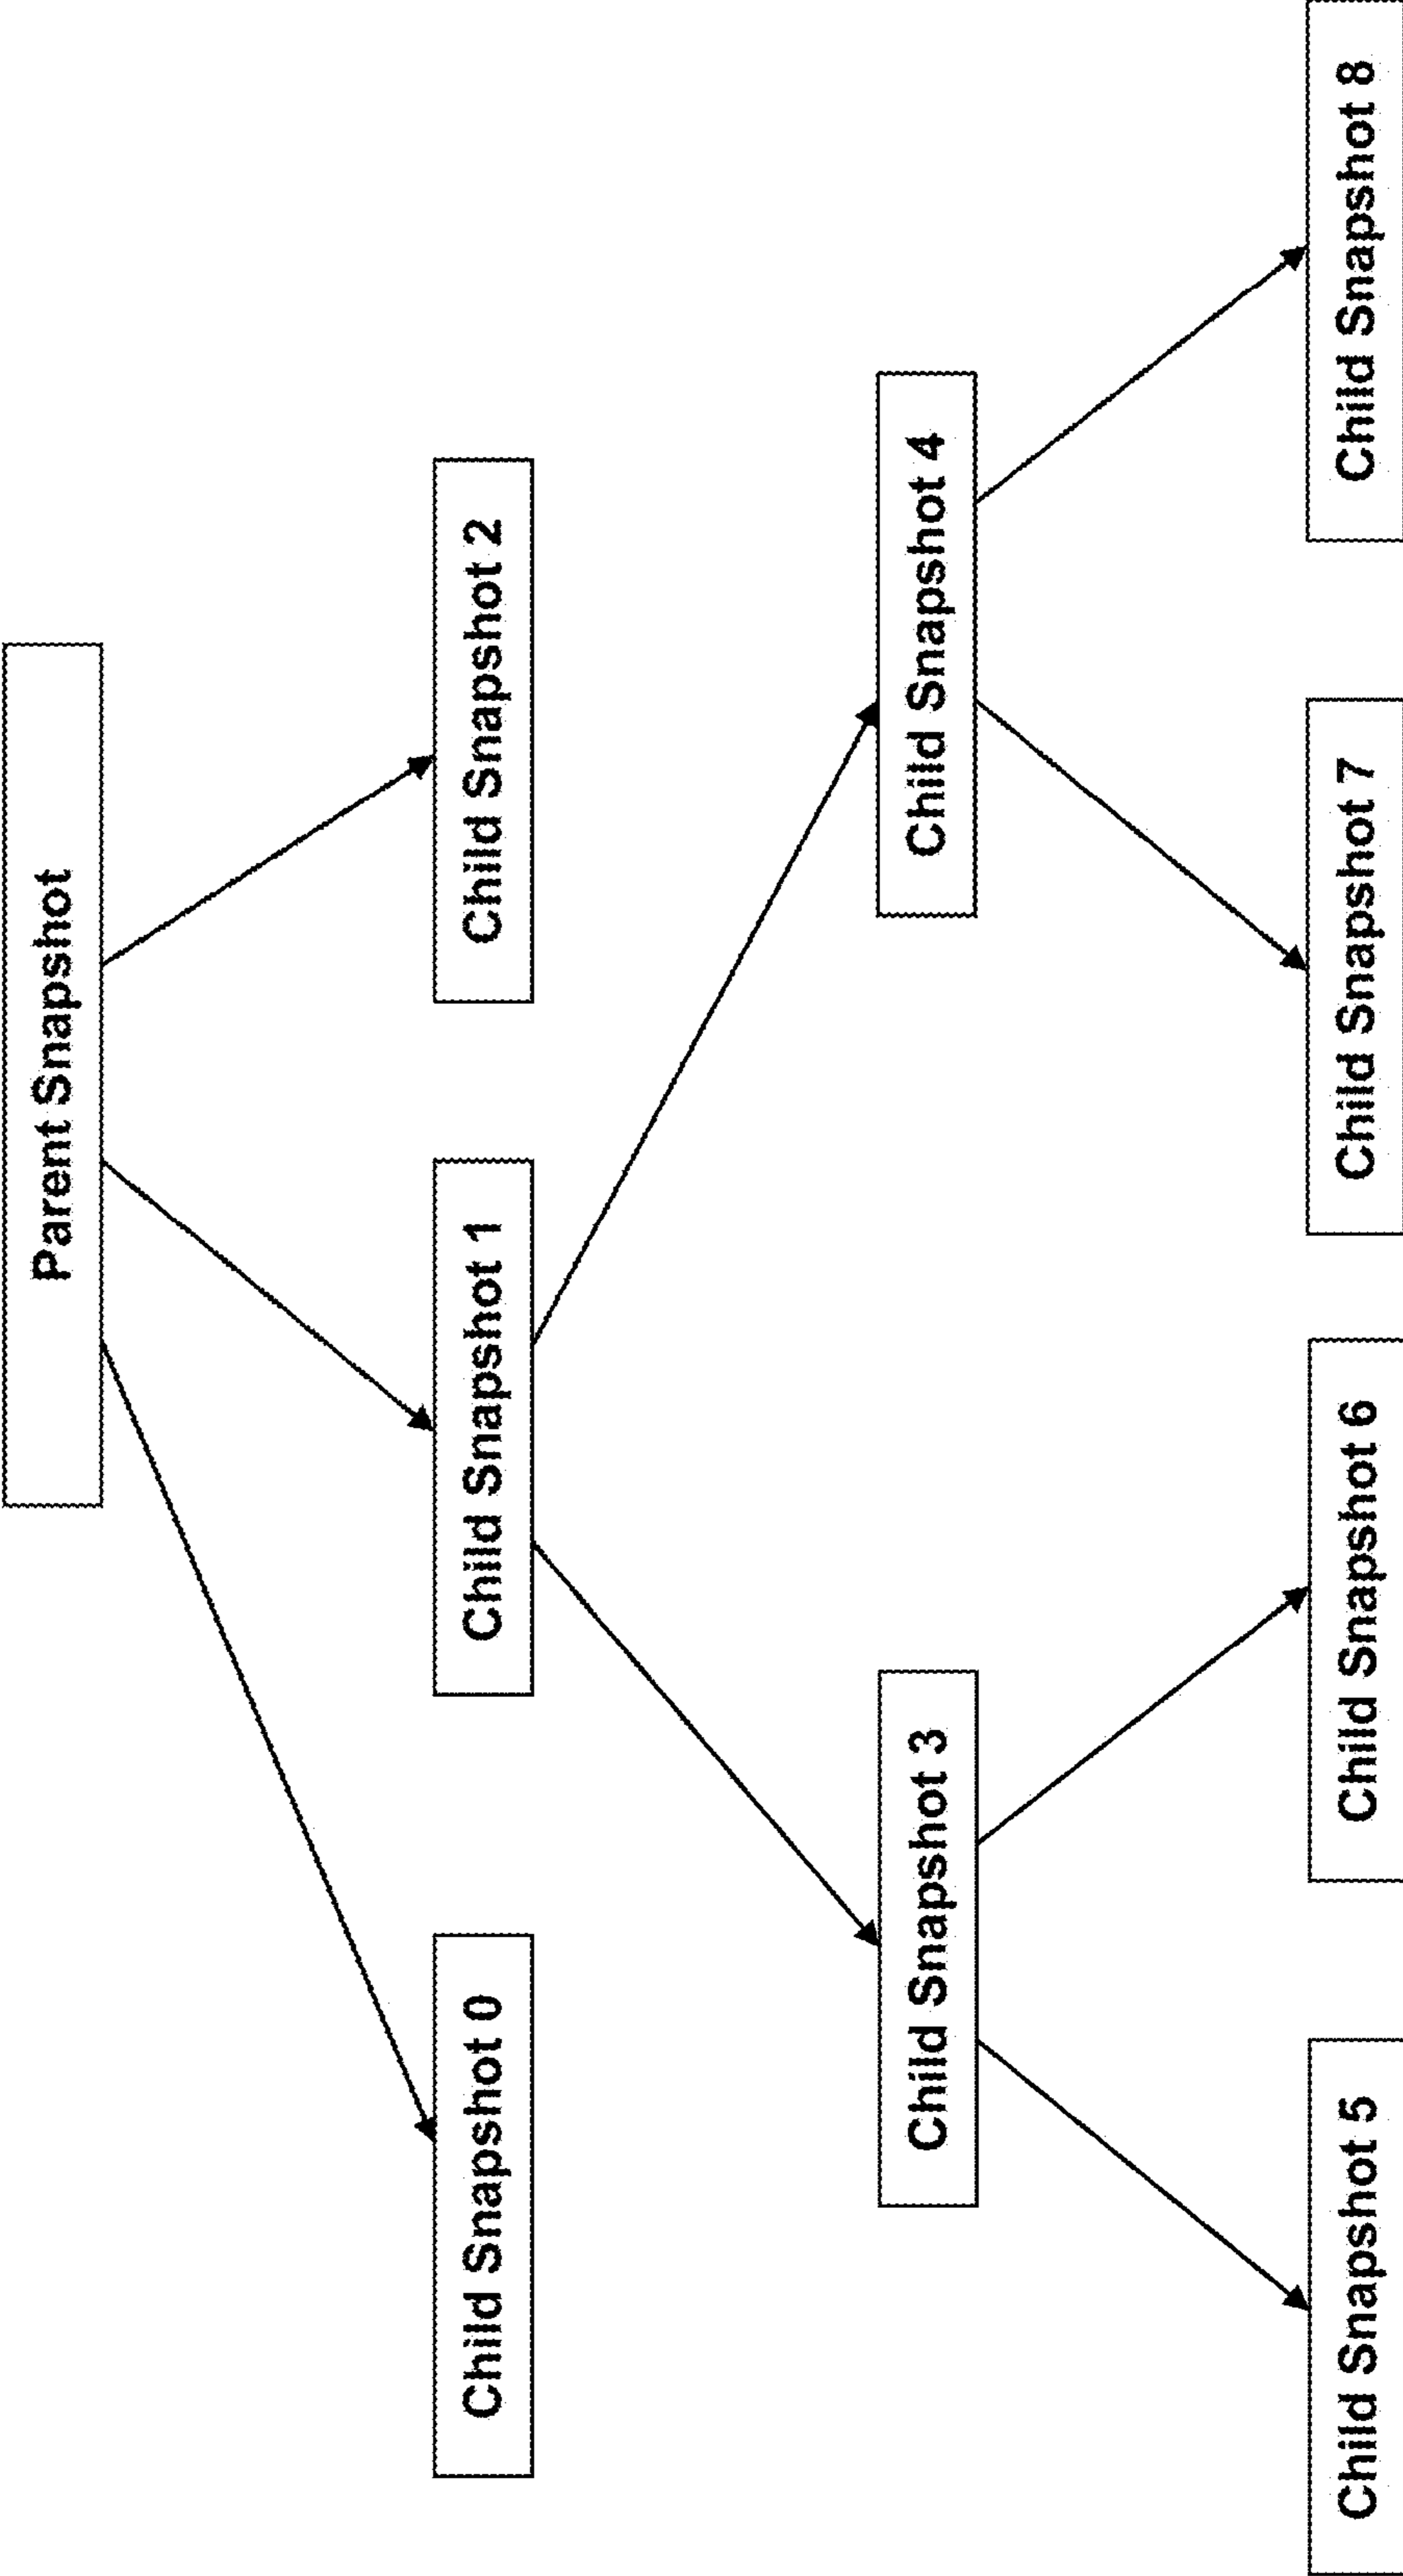 Parent Snapshot
Child Snapshot 0
Child Snapshot 1
Child Snapshot 2
Child Snapshot 3
Child Snapshot 4
Child Snapshot 5
Child Snapshot 6
Child Snapshot 7
Child Snapshot 8